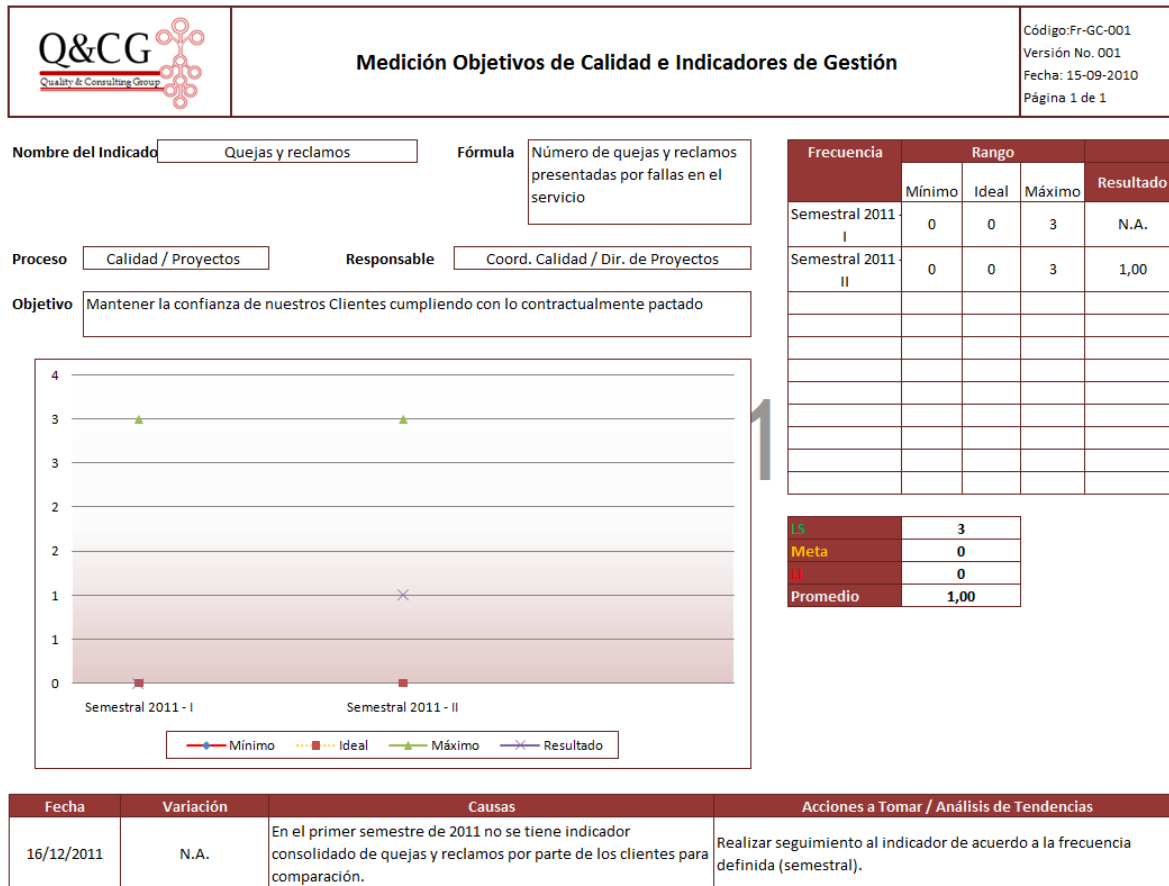 Q&CG
Quality & Consulting Group
Medición Objetivos de Calidad e Indicadores de Gestión
Código:Fr-GC-001
Versión No. 001
Fecha: 15-09-2010
Página 1 de 1
Nombre del Indicado
Quejas y reclamos
Fórmula
Número de quejas y reclamos
presentadas por fallas en el
servicio
Proceso
Calidad / Proyectos
Responsable
Coord. Calidad / Dir. de Proyectos
Objetivo
Mantener la confianza de nuestros Clientes cumpliendo con lo contractualmente pactado
Frecuencia Rango
Mínimo Ideal Máximo Resultado
Semestral 2011 -
I
0 0 3 N.A.
Semestral 2011 -
II
0 0 3 1,00
4
3
3
2
2
1
1
0
Semestral 2011 - I Semestral 2011 - II
Mínimo Ideal Máximo Resultado
1
LS 3
Meta 0
LI 0
Promedio 1,00
Fecha Variación Causas Acciones a Tomar / Análisis de Tendencias
16/12/2011
N.A.
En el primer semestre de 2011 no se tiene indicador
consolidado de quejas y reclamos por parte de los clientes para
comparación.
Realizar seguimiento al indicador de acuerdo a la frecuencia
definida (semestral).